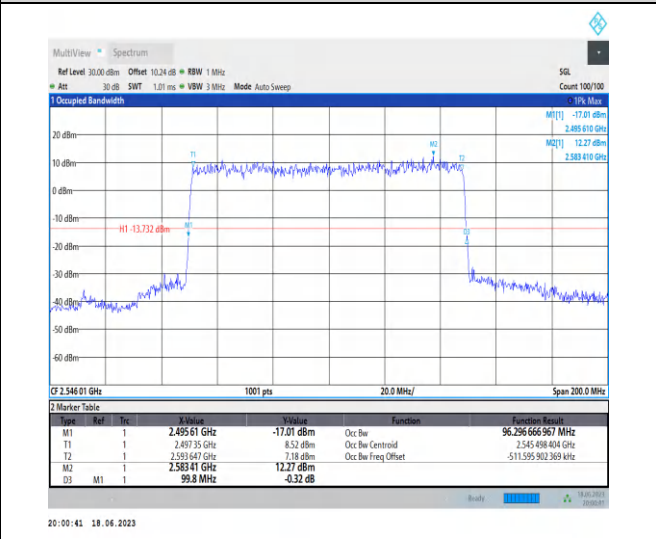 MultiView Spectrum
Ref Level 30.00 dBm Offset 10.24 dB RBW 1 MHz SGL
Att 30 dB SWT 1.01 ms VBW 3 MHz Mode Auto Sweep Count 100/100
1 Occupied Bandwidth 1Pk Max
M1[1] -17.01 dBm
2.495 610 GHz
M2[1] 12.27 dBm
2.583 410 GHz
20 dBm
M2
T1
T2
10 dBm
0 dBm
-10 dBm
H1 -13.732 dBm
M1
D3
-20 dBm
-30 dBm
-40 dBm
-50 dBm
-60 dBm
CF 2.546 01 GHz 1001 pts 20.0 MHz/ Span 200.0 MHz
2 Marker Table
Type Ref Trc X-Value Y-Value Function Function Result
M1 1 2.495 61 GHz -17.01 dBm Occ Bw 96.296 666 967 MHz
T1 1 2.497 35 GHz 8.52 dBm Occ Bw Centroid 2.545 498 404 GHz
T2 1 2.593 647 GHz 7.18 dBm Occ Bw Freq Offset -511.595 902 369 kHz
M2 1 2.583 41 GHz 12.27 dBm
D3 M1 1 99.8 MHz -0.32 dB
Ready 18.06.2023
20:00:41
20:00:41 18.06.2023